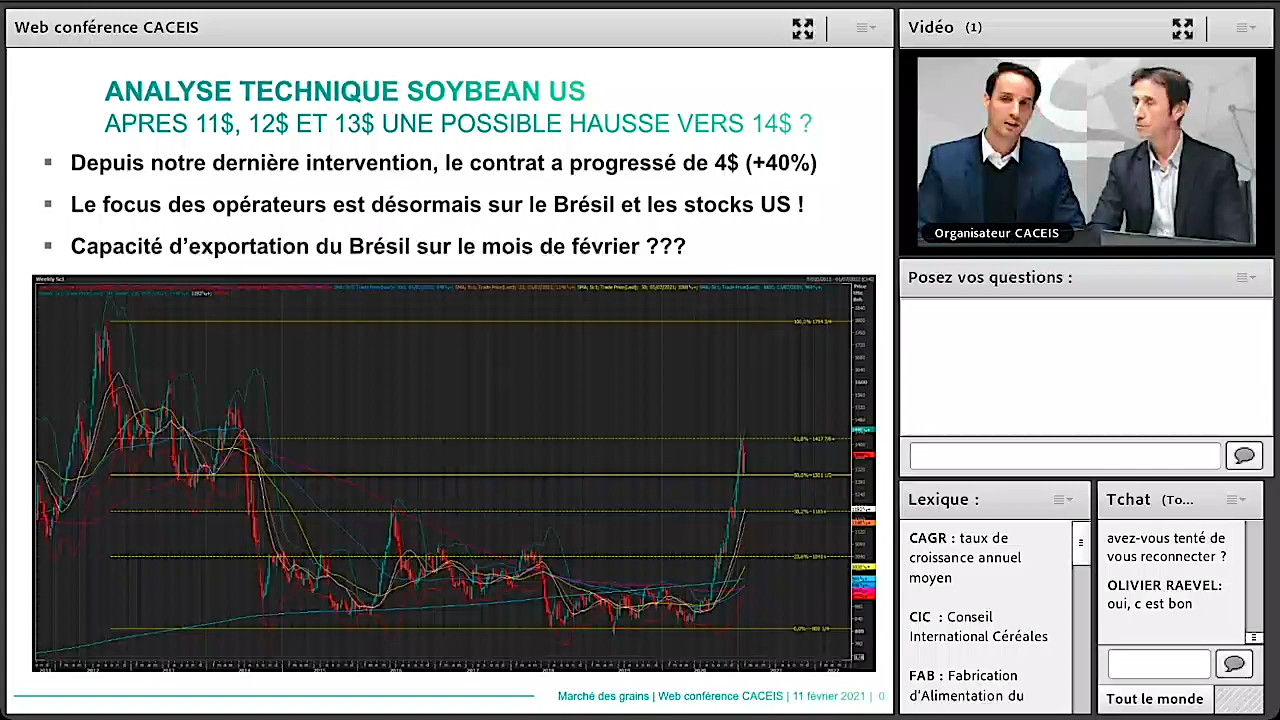 Web conférence CACEIS
ANALYSE TECHNIQUE SOYBEAN US
APRES 11$, 12$ ET 13$ UNE POSSIBLE HAUSSE VERS 14$ ?
▪ Depuis notre dernière intervention, le contrat a progressé de 4$ (+40%)
▪ Le focus des opérateurs est désormais sur le Brésil et les stocks US !
▪ Capacité d’exportation du Brésil sur le mois de février ???
Marché des grains | Web conférence CACEIS | 11 février 2021 | 0
Vidéo (1)
Organisateur CACEIS
Posez vos questions :
Lexique :
CAGR : taux de
croissance annuel
moyen
CIC : Conseil
International Céréales
FAB : Fabrication
d’Alimentation du
Tchat (To...
avez-vous tenté de
vous reconnecter ?
OLIVIER RAEVEL:
oui, c est bon
Tout le monde